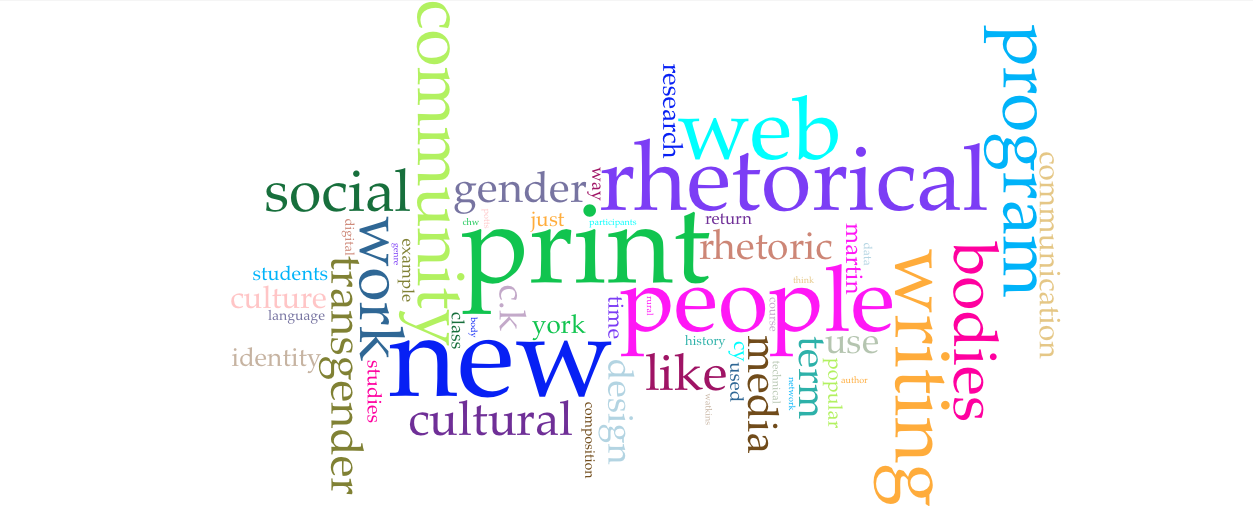 community
program
research
web
rhetorical
communication
social
gender
way
chw
just
participants
return
print
rhetoric
digital
work
genre
example
martin
data
writing
bodies
students
transgender
culture
language
c.k
time
rural
people
think
course
class
body
york
history
cy
used
media
term
use
identity
studies
new
like
design
technical
network
popular
author
cultural
composition
watkins